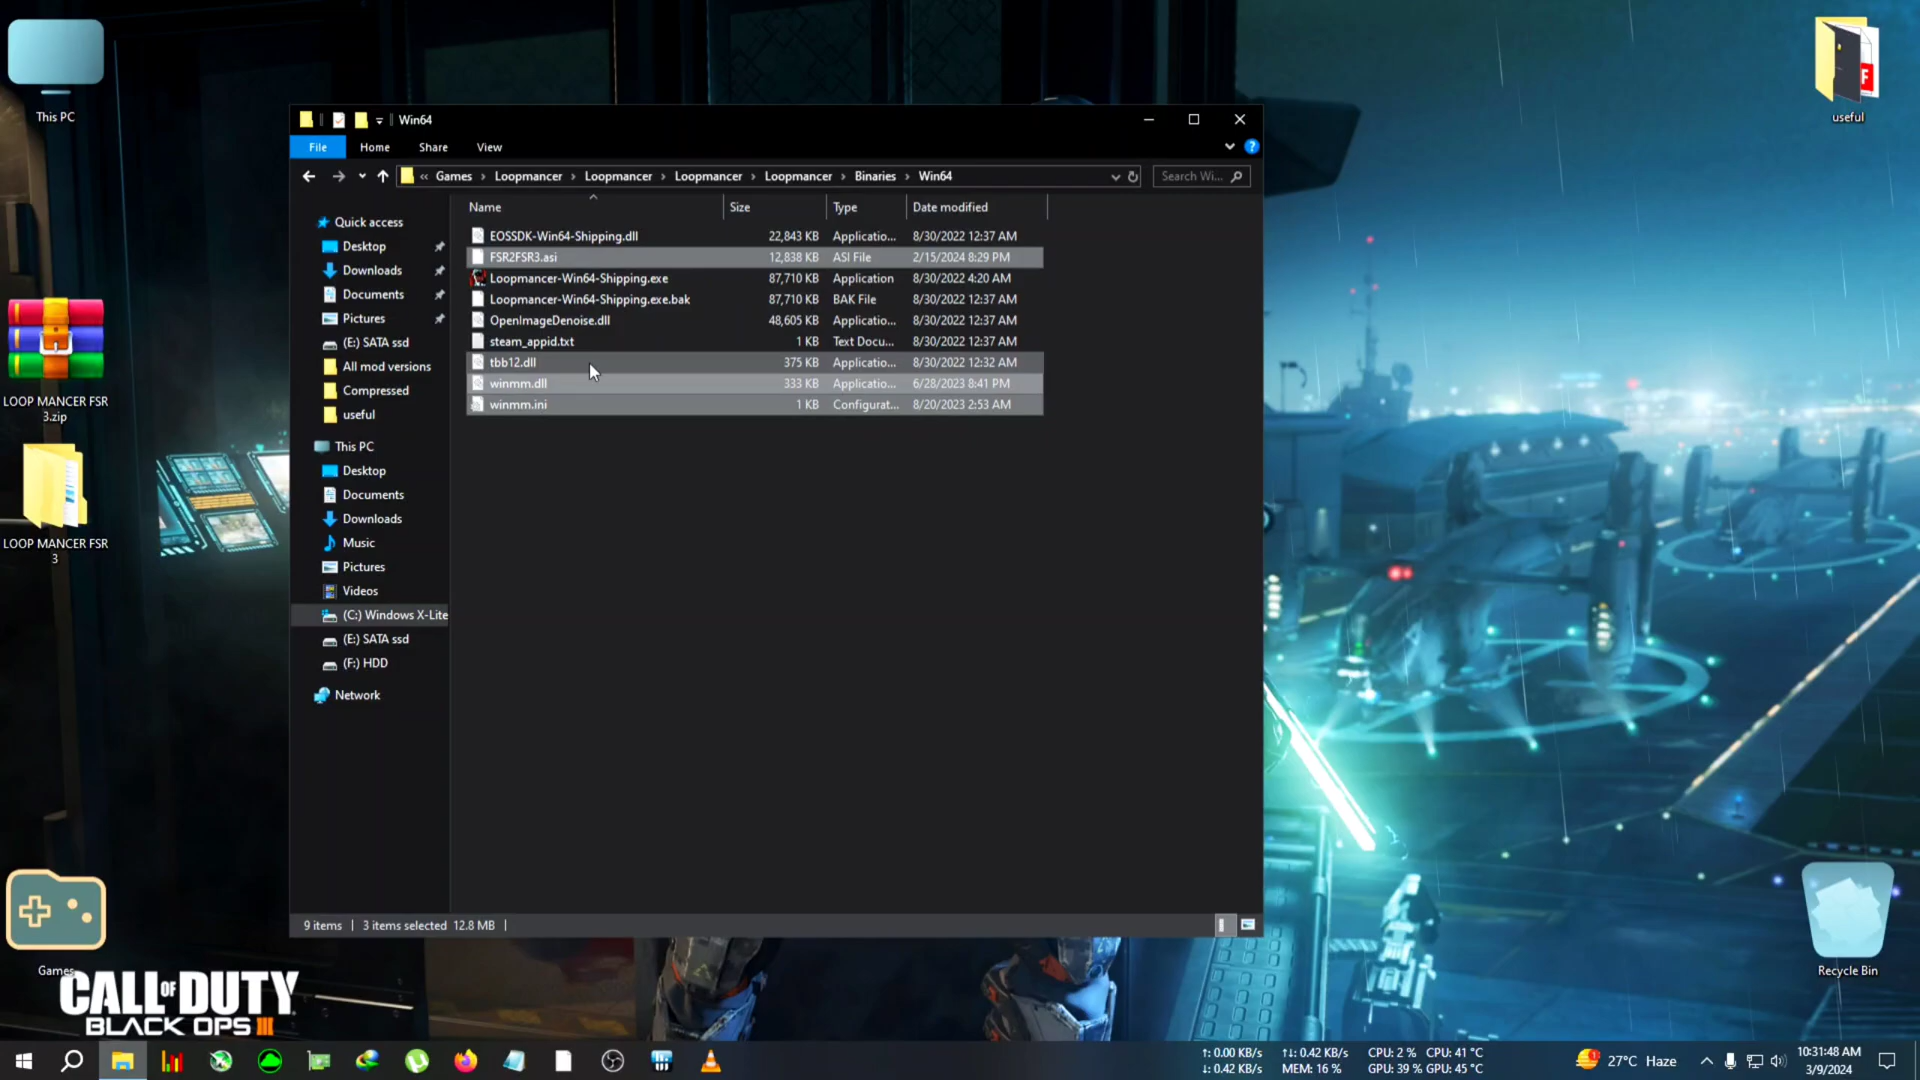 This PC
LOOP MANCER FSR
3.zip
LOOP MANCER FSR
3
Games
CALL OF DUTY
BLACK OPS III
useful
Recycle Bin
Win64
File
Home
Share
View
« Games > Loopmancer > Loopmancer > Loopmancer > Loopmancer > Binaries > Win64
Search Wi...
Quick access
Desktop
Downloads
Documents
Pictures
(E:) SATA ssd
All mod versions
Compressed
useful
This PC
Desktop
Documents
Downloads
Music
Pictures
Videos
(C:) Windows X-Lite
(E:) SATA ssd
(F:) HDD
Network
Name Size Type Date modified
EOSSDK-Win64-Shipping.dll 22,843 KB Applicatio... 8/30/2022 12:37 AM
FSR2FSR3.asi 12,838 KB ASI File 2/15/2024 8:29 PM
Loopmancer-Win64-Shipping.exe 87,710 KB Application 8/30/2022 4:20 AM
Loopmancer-Win64-Shipping.exe.bak 87,710 KB BAK File 8/30/2022 12:37 AM
OpenImageDenoise.dll 48,605 KB Applicatio... 8/30/2022 12:37 AM
steam_appid.txt 1 KB Text Docu... 8/30/2022 12:37 AM
tbb12.dll 375 KB Applicatio... 8/30/2022 12:32 AM
winmm.dll 333 KB Applicatio... 6/28/2023 8:41 PM
winmm.ini 1 KB Configurat... 8/20/2023 2:53 AM
9 items | 3 items selected 12.8 MB |
↑: 0.00 KB/s ↑↓: 0.42 KB/s CPU: 2 % CPU: 41 °C
↓: 0.42 KB/s MEM: 16 % GPU: 39 % GPU: 45 °C
27°C Haze
10:31:48 AM
3/9/2024